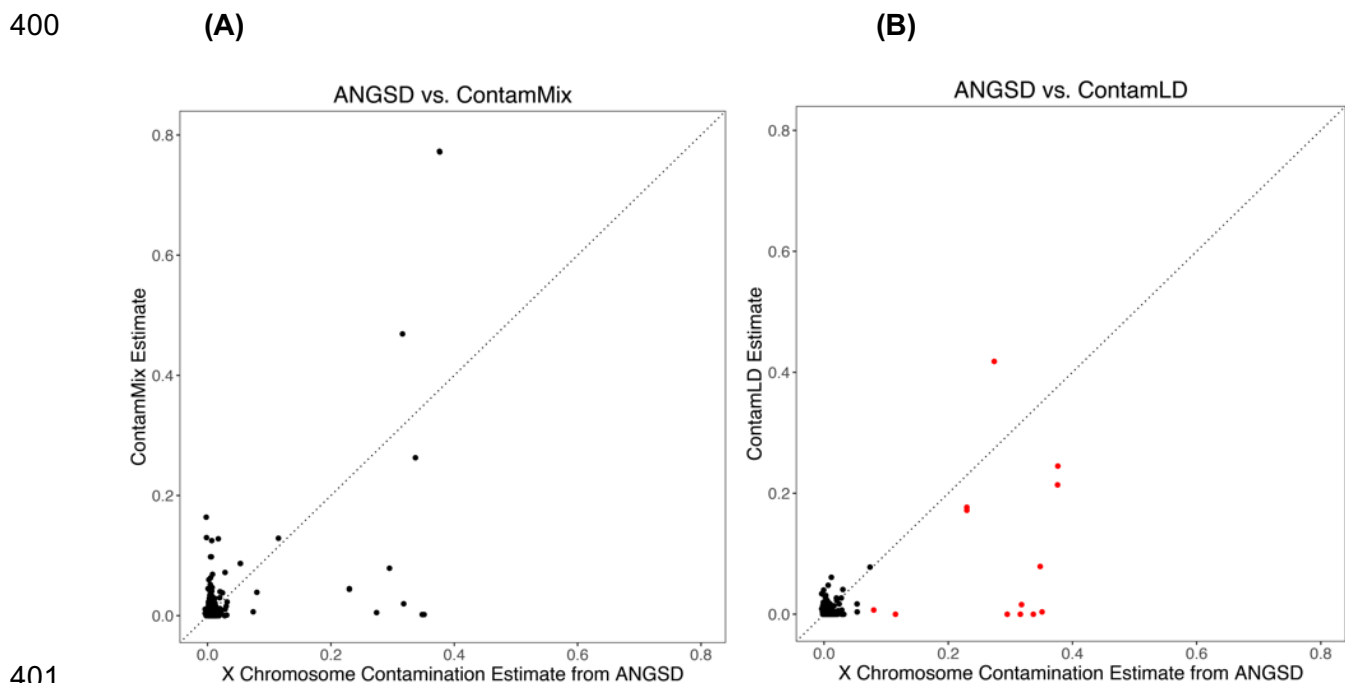 400 (A) (B)
ANGSD vs. ContamMix ANGSD vs. ContamLD
0.8 0.8
0.6 0.6
ContamMix Estimate ContamLD Estimate
0.4 0.4
0.2 0.2
0.0 0.0
0.0 0.2 0.4 0.6 0.8 0.0 0.2 0.4 0.6 0.8
401 X Chromosome Contamination Estimate from ANGSD X Chromosome Contamination Estimate from ANGSD